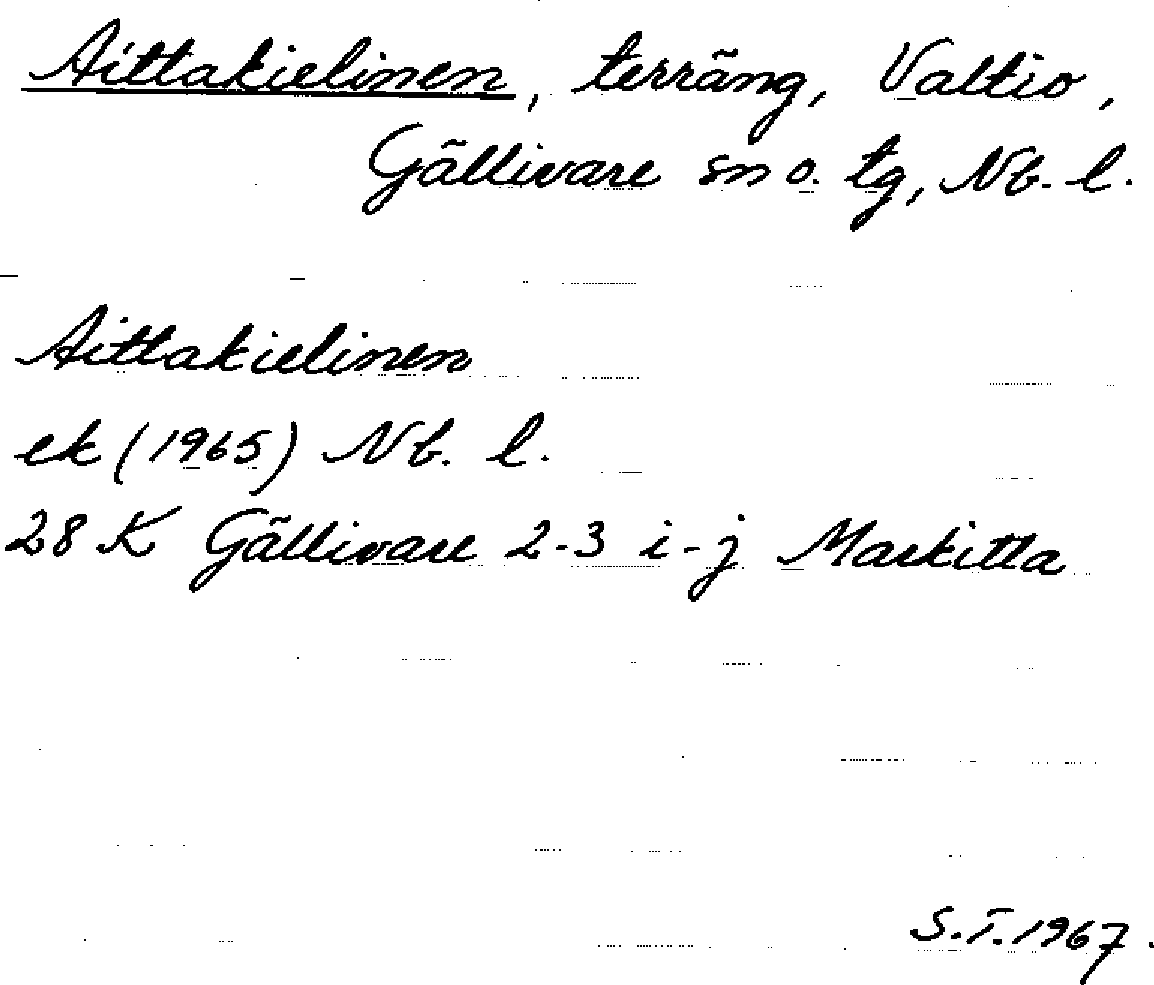 Aittakielinen, terräng, Valtio,
Gällivare sn o. tg, Nb. l.
Aittakielinen
ek (1965) Nb. l.
28 K Gällivare 2-3 i-j Markitta
S.T. 1967.